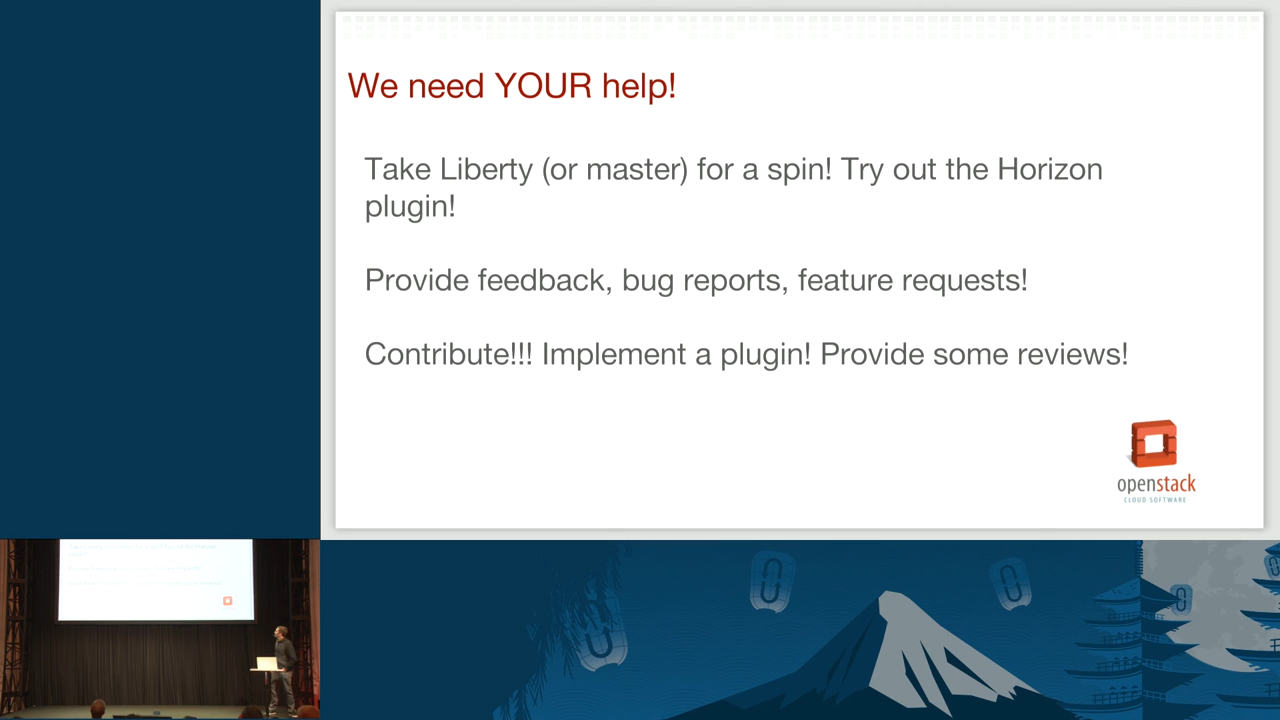 We need YOUR help!
Take Liberty (or master) for a spin! Try out the Horizon
plugin!
Provide feedback, bug reports, feature requests!
Contribute!!! Implement a plugin! Provide some reviews!
openstack
CLOUD SOFTWARE